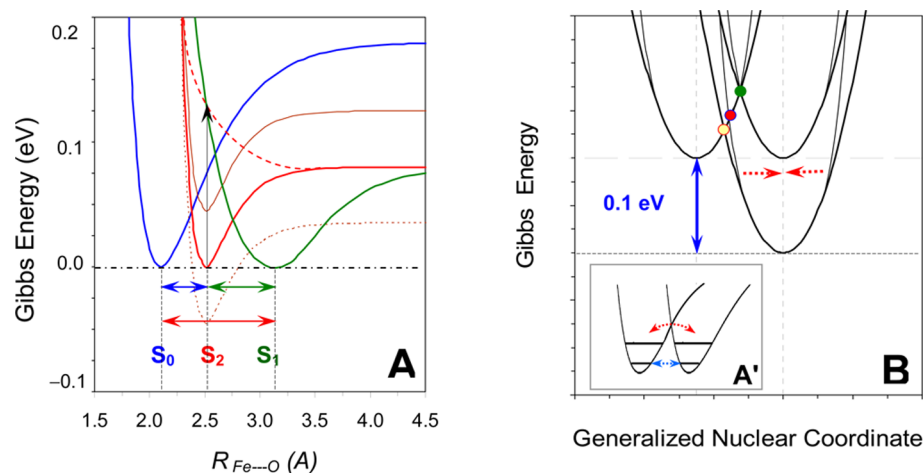 0.2
0.1
0.0
−0.1
Gibbs Energy (eV)
S0
S2
S1
A
1.5
2.0
2.5
3.0
3.5
4.0
4.5
R Fe---O (A)
B
Gibbs Energy
0.1 eV
A'
Generalized Nuclear Coordinate